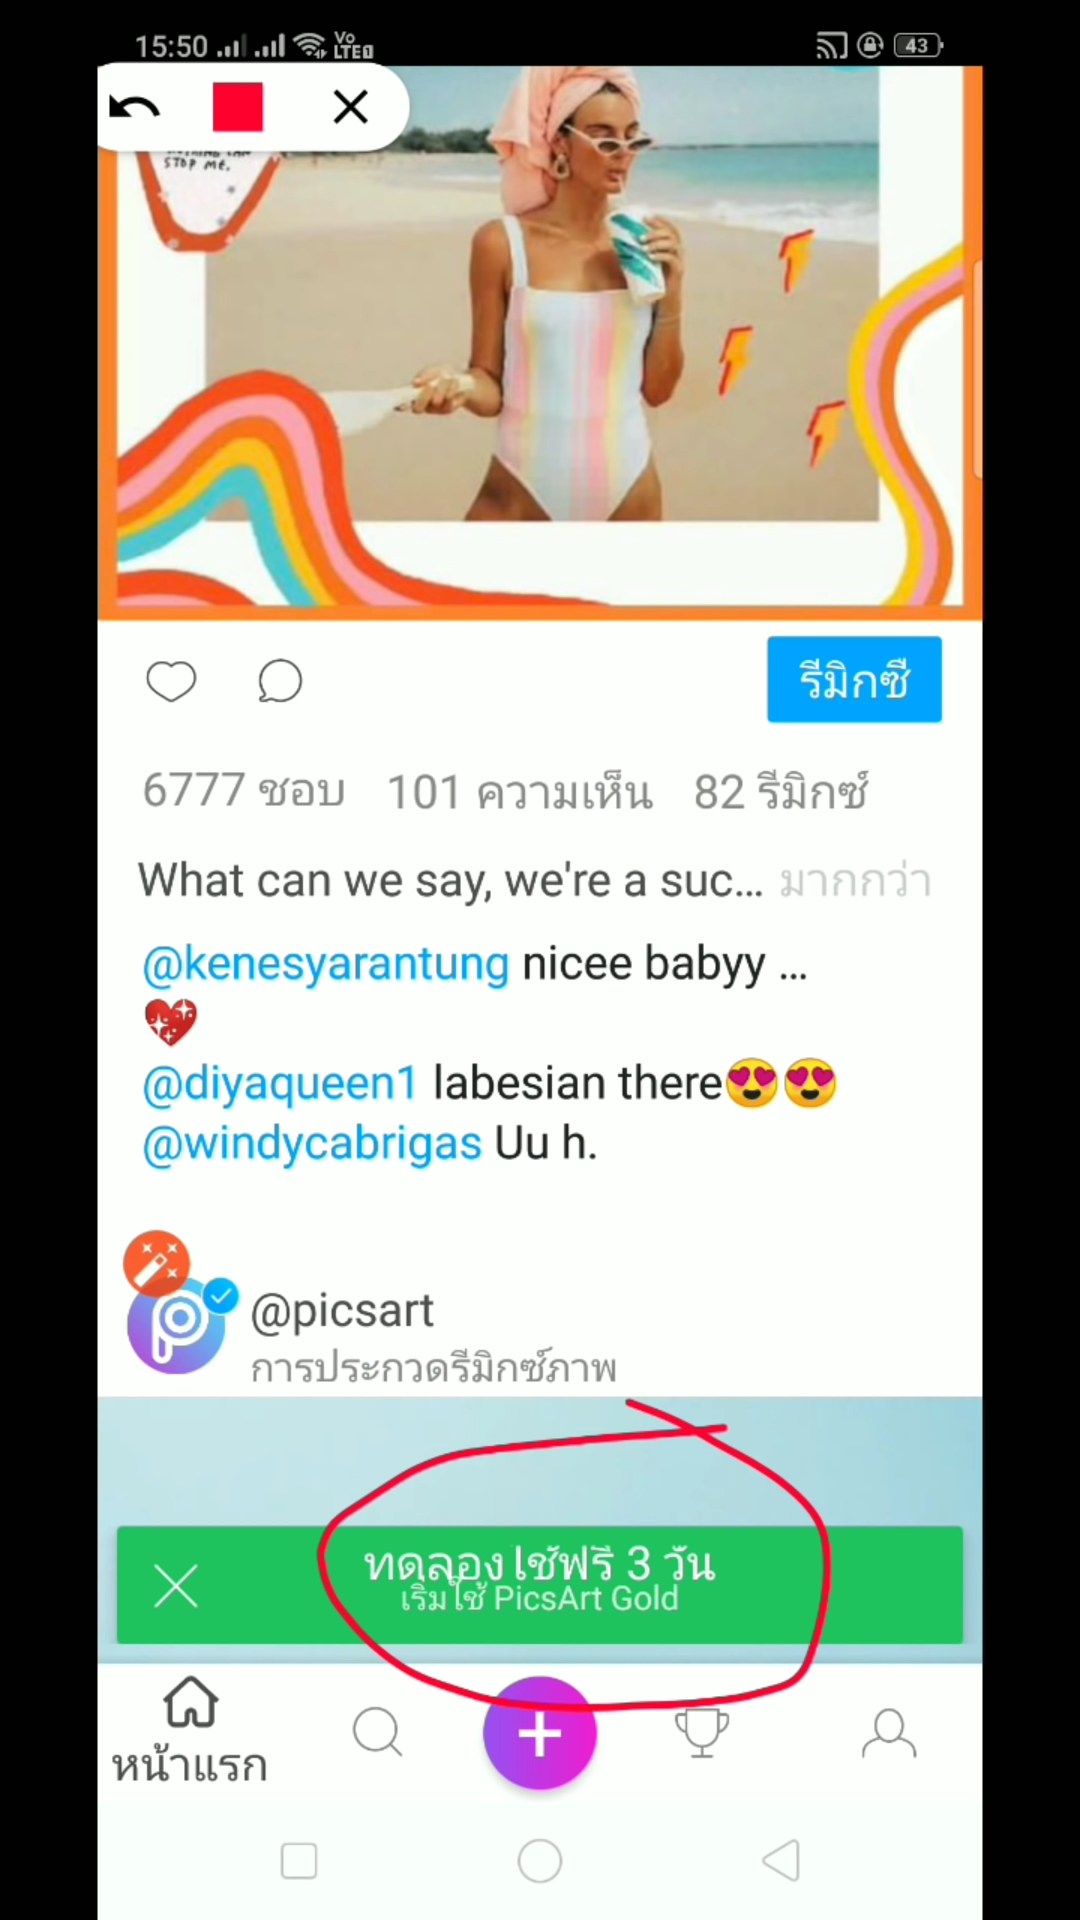 15:50
Vo
LTE1
43
STOP ME.
รีมิกซ์
6777 ชอบ 101 ความเห็น 82 รีมิกซ์
What can we say, we're a suc... มากกว่า
@kenesyarantung nicee babyy ...
💖
@diyaqueen1 labesian there😍😍
@windycabrigas Uu h.
@picsart
การประกวดรีมิกซ์ภาพ
ทดลองใช้ฟรี 3 วัน
เริ่มใช้ PicsArt Gold
หน้าแรก